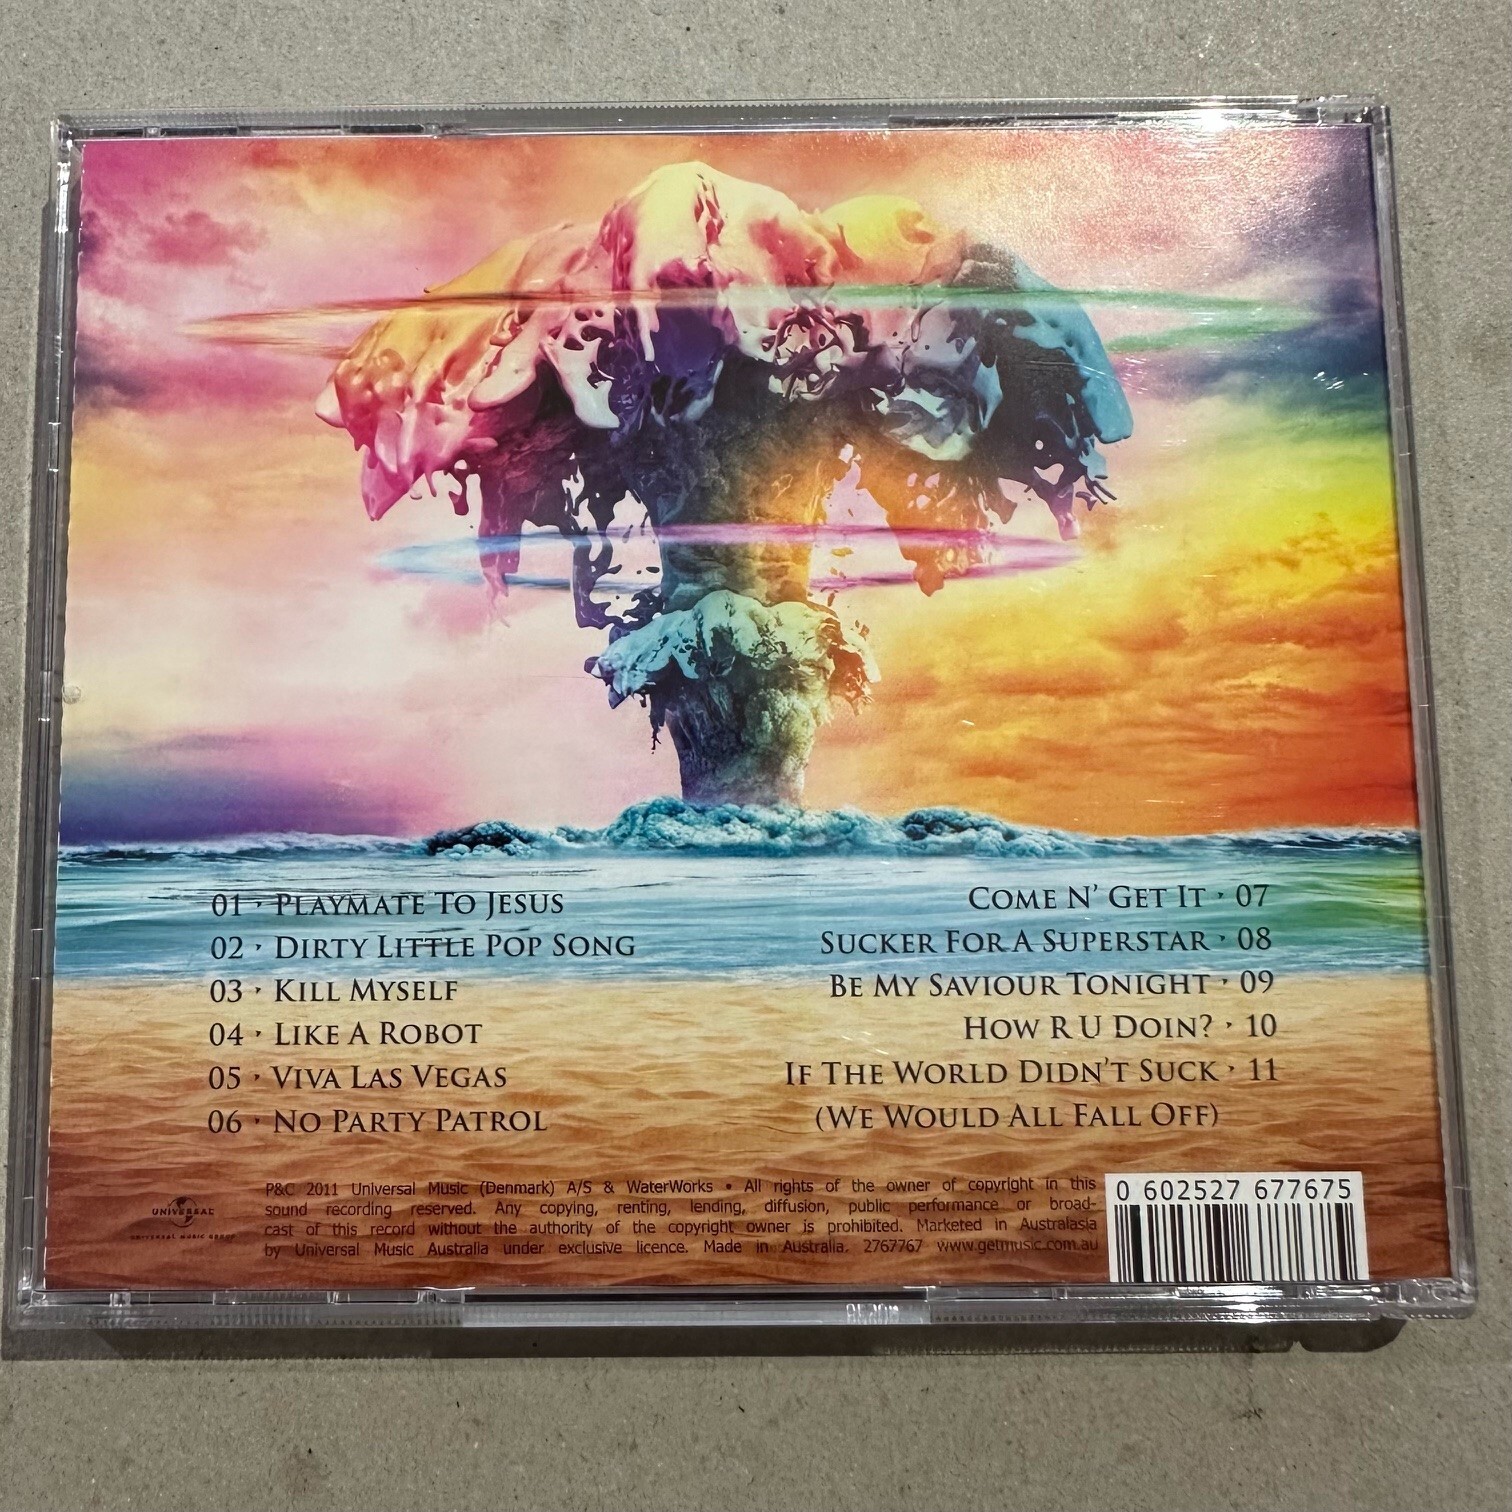 01 · PLAYMATE TO JESUS
02 · DIRTY LITTLE POP SONG
03 · KILL MYSELF
04 · LIKE A ROBOT
05 · VIVA LAS VEGAS
06 · NO PARTY PATROL
COME N' GET IT · 07
SUCKER FOR A SUPERSTAR · 08
BE MY SAVIOUR TONIGHT · 09
HOW R U DOIN? · 10
IF THE WORLD DIDN'T SUCK · 11
(WE WOULD ALL FALL OFF)
UNIVERSAL
UNIVERSAL MUSIC GROUP
P&C 2011 Universal Music (Denmark) A/S & WaterWorks • All rights of the owner of copyright in this
sound recording reserved. Any copying, renting, lending, diffusion, public performance or broad-
cast of this record without the authority of the copyright owner is prohibited. Marketed in Australasia
by Universal Music Australia under exclusive licence. Made in Australia. 2767767 www.getmusic.com.au
0 602527 677675